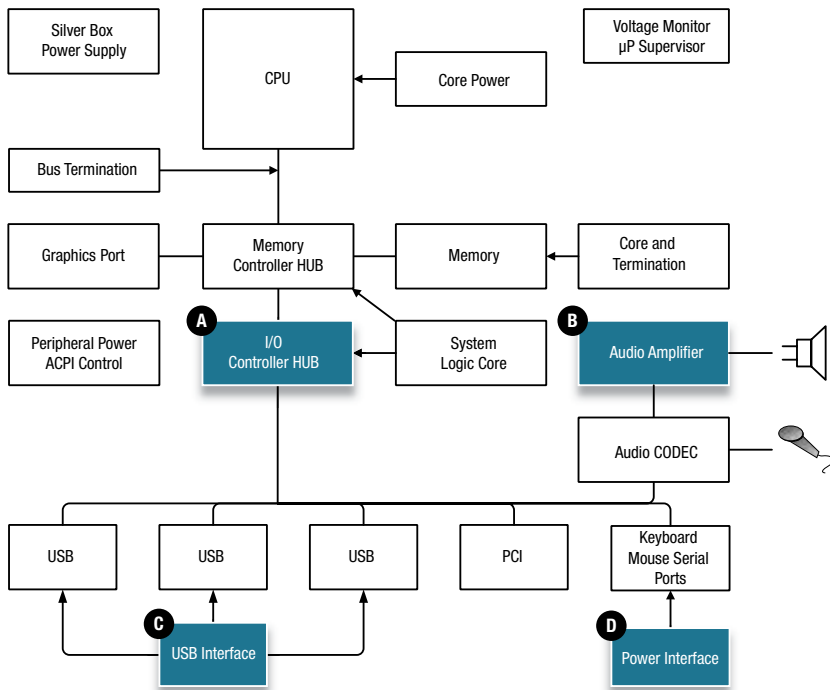 Silver Box
Power Supply
CPU
Core Power
Voltage Monitor
µP Supervisor
Bus Termination
Graphics Port
Memory
Controller HUB
Memory
Core and
Termination
Peripheral Power
ACPI Control
A
I/O
Controller HUB
System
Logic Core
B
Audio Amplifier
Audio CODEC
USB
USB
USB
PCI
Keyboard
Mouse Serial
Ports
C
USB Interface
D
Power Interface